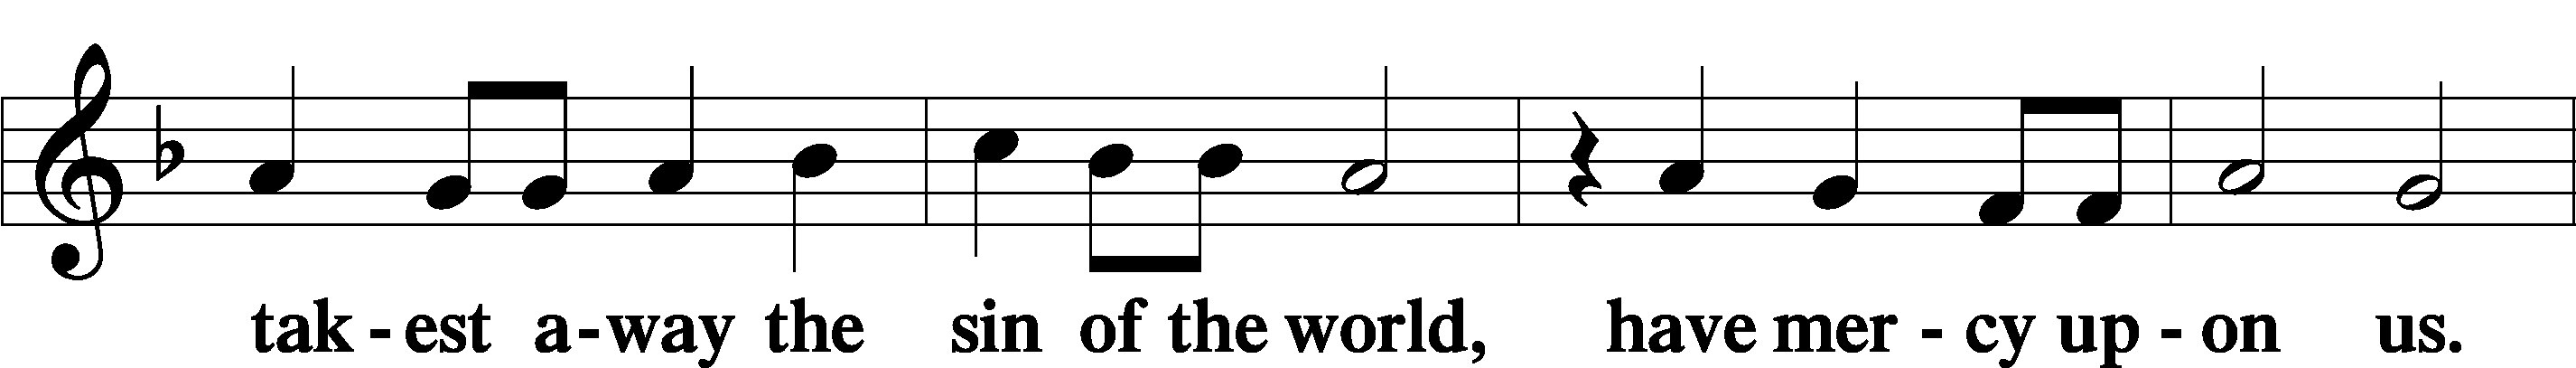 tak - est a-way the sin of the world, have mer - cy up - on us.